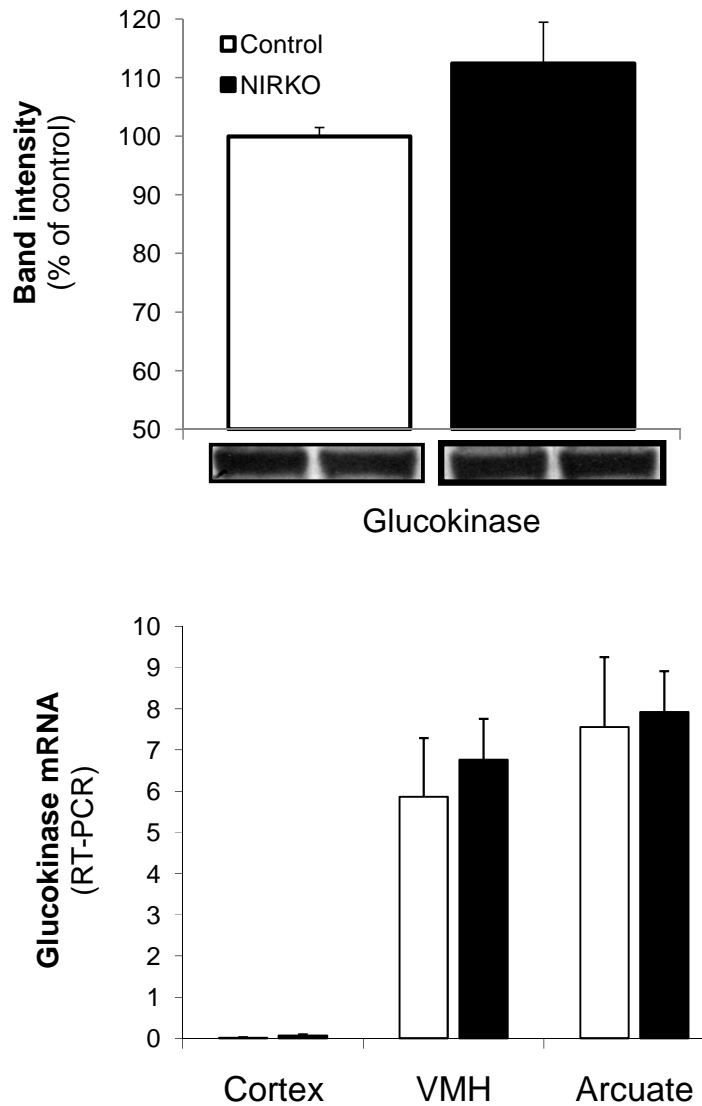 120
110
100
90
80
70
60
50
Band intensity
(% of control)
Control
NIRKO
Glucokinase
10
9
8
7
6
5
4
3
2
1
0
Glucokinase mRNA
(RT-PCR)
Cortex VMH Arcuate